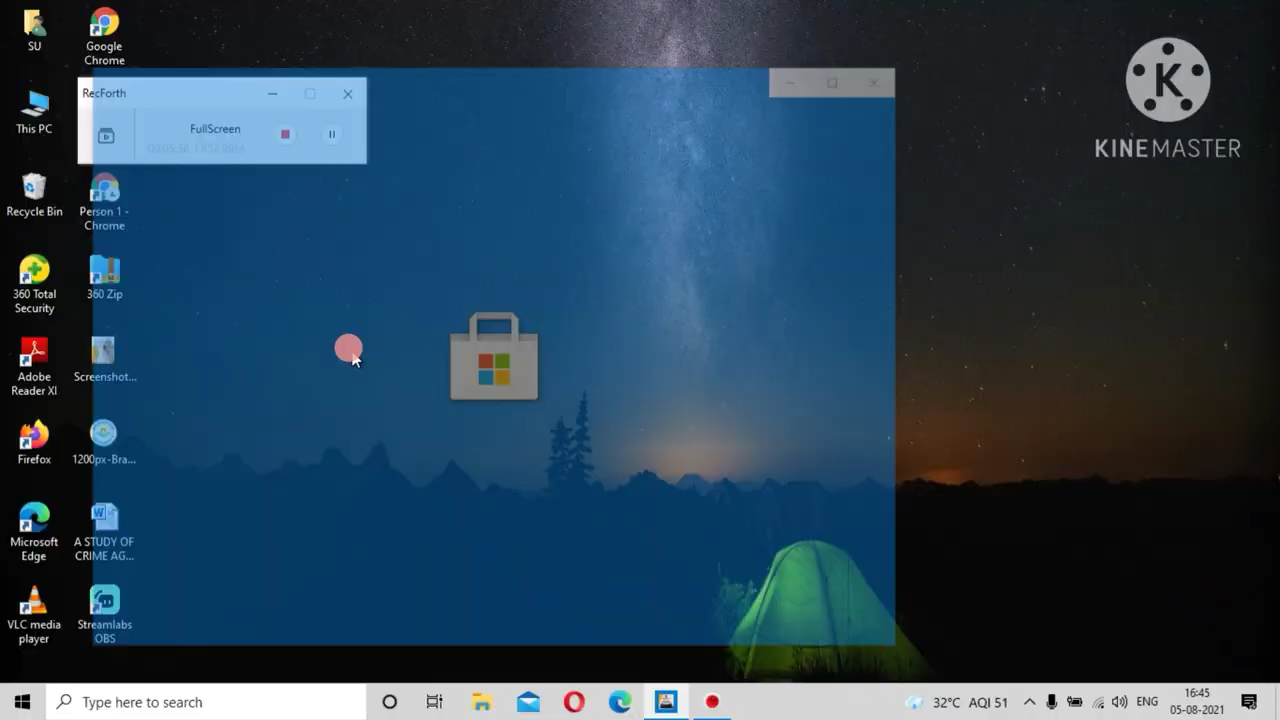 SU
Google
Chrome
KINEMASTER
K
RecForth
FullScreen
This PC
Recycle Bin
Person 1 -
Chrome
360 Total
Security
360 Zip
Adobe
Reader XI
Screenshot...
Firefox
1200px-Bra...
Microsoft
Edge
A STUDY OF
CRIME AG...
VLC media
player
Streamlabs
OBS
Type here to search
32°C AQI 51
ENG
16:45
05-08-2021